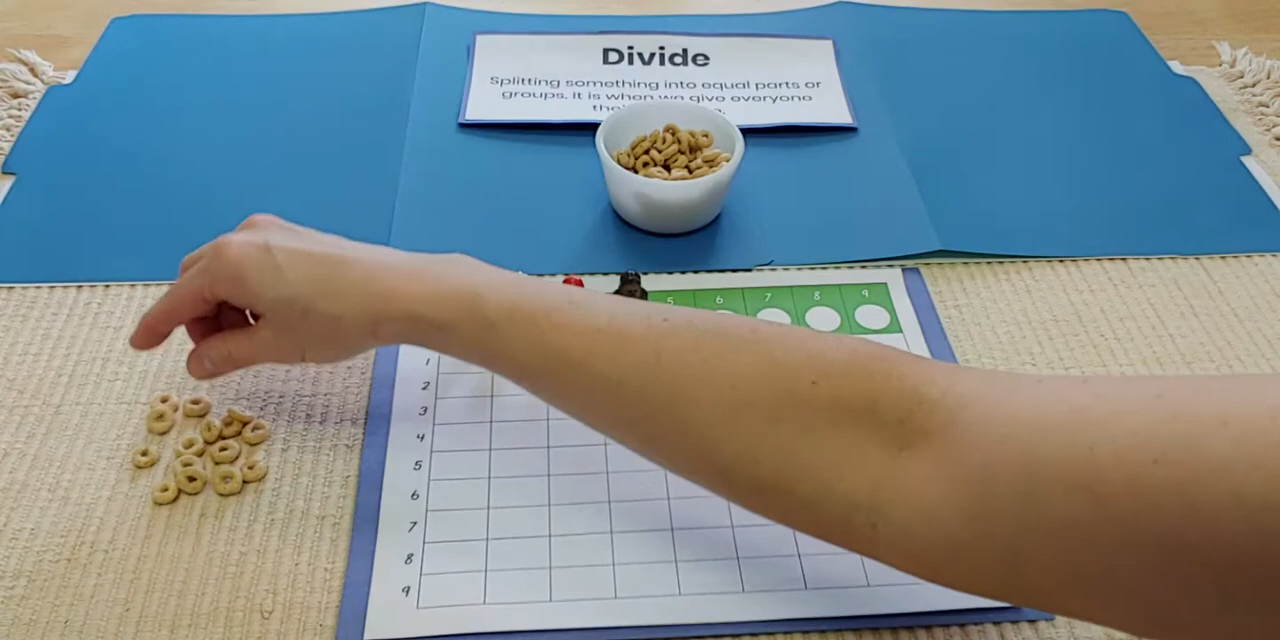 Divide
Splitting something into equal parts or
groups. It is when we give everyone
5 6 7 8 9
1
2
3
4
5
6
7
8
9